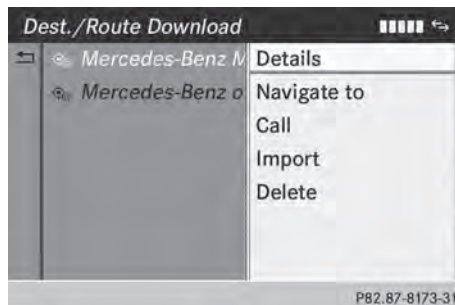 Dest./Route Download
Mercedes-Benz M
Details
Mercedes-Benz o
Navigate to
Call
Import
Delete
P82.87-8173-31